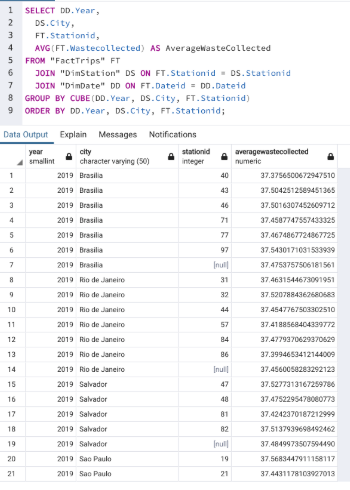 1 SELECT DD.Year,
2 DS.City,
3 FT.Stationid,
4 AVG(FT.Wastecollected) AS AverageWasteCollected
5 FROM "FactTrips" FT
6 JOIN "DimStation" DS ON FT.Stationid = DS.Stationid
7 JOIN "DimDate" DD ON FT.Dateid = DD.Dateid
8 GROUP BY CUBE(DD.Year, DS.City, FT.Stationid)
9 ORDER BY DD.Year, DS.City, FT.Stationid;
Data Output Explain Messages Notifications
year smallint city character varying (50) stationid integer averagewastecollected numeric
1 2019 Brasilia 40 37.3756500672947510
2 2019 Brasilia 43 37.5042512589451365
3 2019 Brasilia 46 37.5016307452609712
4 2019 Brasilia 71 37.4587747557433325
5 2019 Brasilia 77 37.4674867724867725
6 2019 Brasilia 97 37.5430171031533939
7 2019 Brasilia [null] 37.4753757506181561
8 2019 Rio de Janeiro 31 37.4631544673091951
9 2019 Rio de Janeiro 32 37.5207884362680683
10 2019 Rio de Janeiro 44 37.4547767503302510
11 2019 Rio de Janeiro 57 37.4188568404339772
12 2019 Rio de Janeiro 84 37.4779370629370629
13 2019 Rio de Janeiro 86 37.3994653412144009
14 2019 Rio de Janeiro [null] 37.4560058283292123
15 2019 Salvador 47 37.5277313167259786
16 2019 Salvador 48 37.4752295478080773
17 2019 Salvador 81 37.4242370187212999
18 2019 Salvador 82 37.5137939698492462
19 2019 Salvador [null] 37.4849973507594490
20 2019 Sao Paulo 19 37.5683447911158117
21 2019 Sao Paulo 21 37.4431178103927013